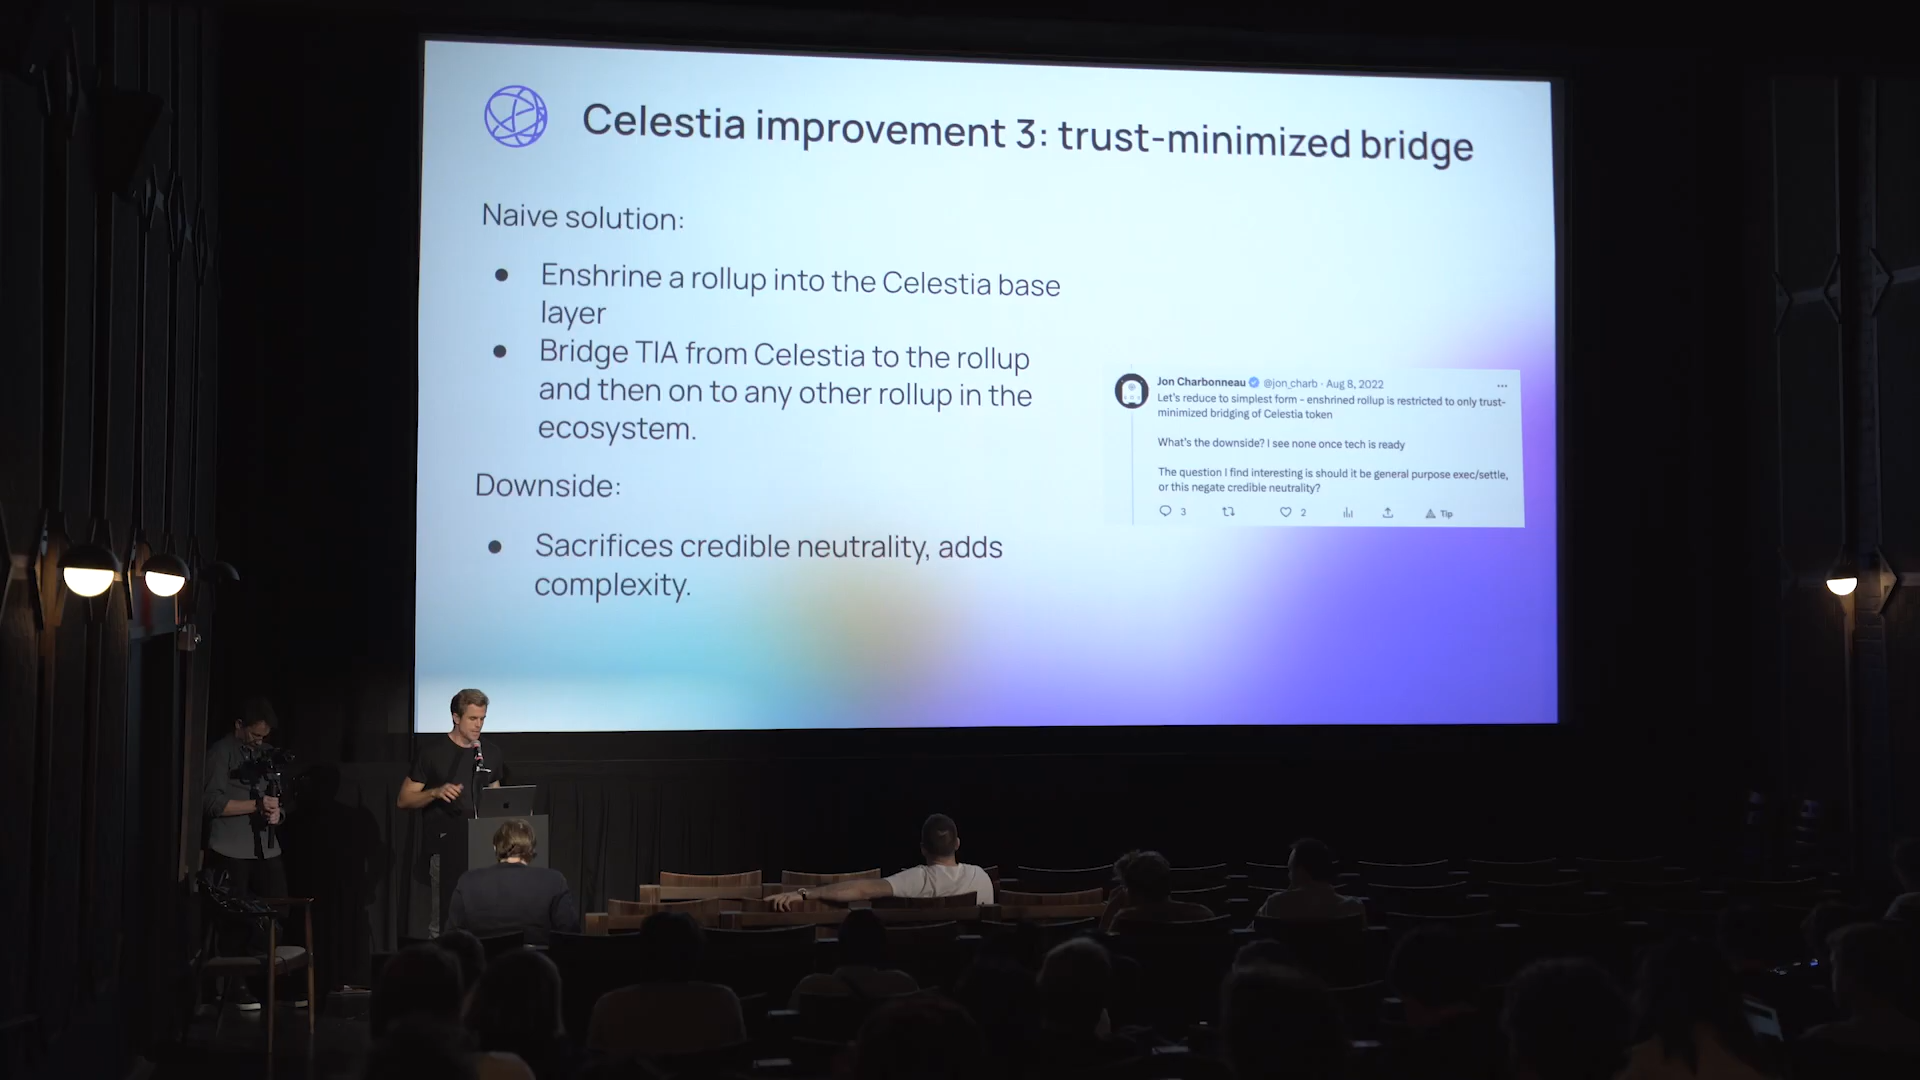 Celestia improvement 3: trust-minimized bridge
Naive solution:
● Enshrine a rollup into the Celestia base
layer
● Bridge TIA from Celestia to the rollup
and then on to any other rollup in the
ecosystem.
Downside:
● Sacrifices credible neutrality, adds
complexity.
Jon Charbonneau @jon_charb · Aug 8, 2022 ...
Let's reduce to simplest form - enshrined rollup is restricted to only trust-
minimized bridging of Celestia token
What's the downside? I see none once tech is ready
The question I find interesting is should it be general purpose exec/settle,
or this negate credible neutrality?
3 2 Tip